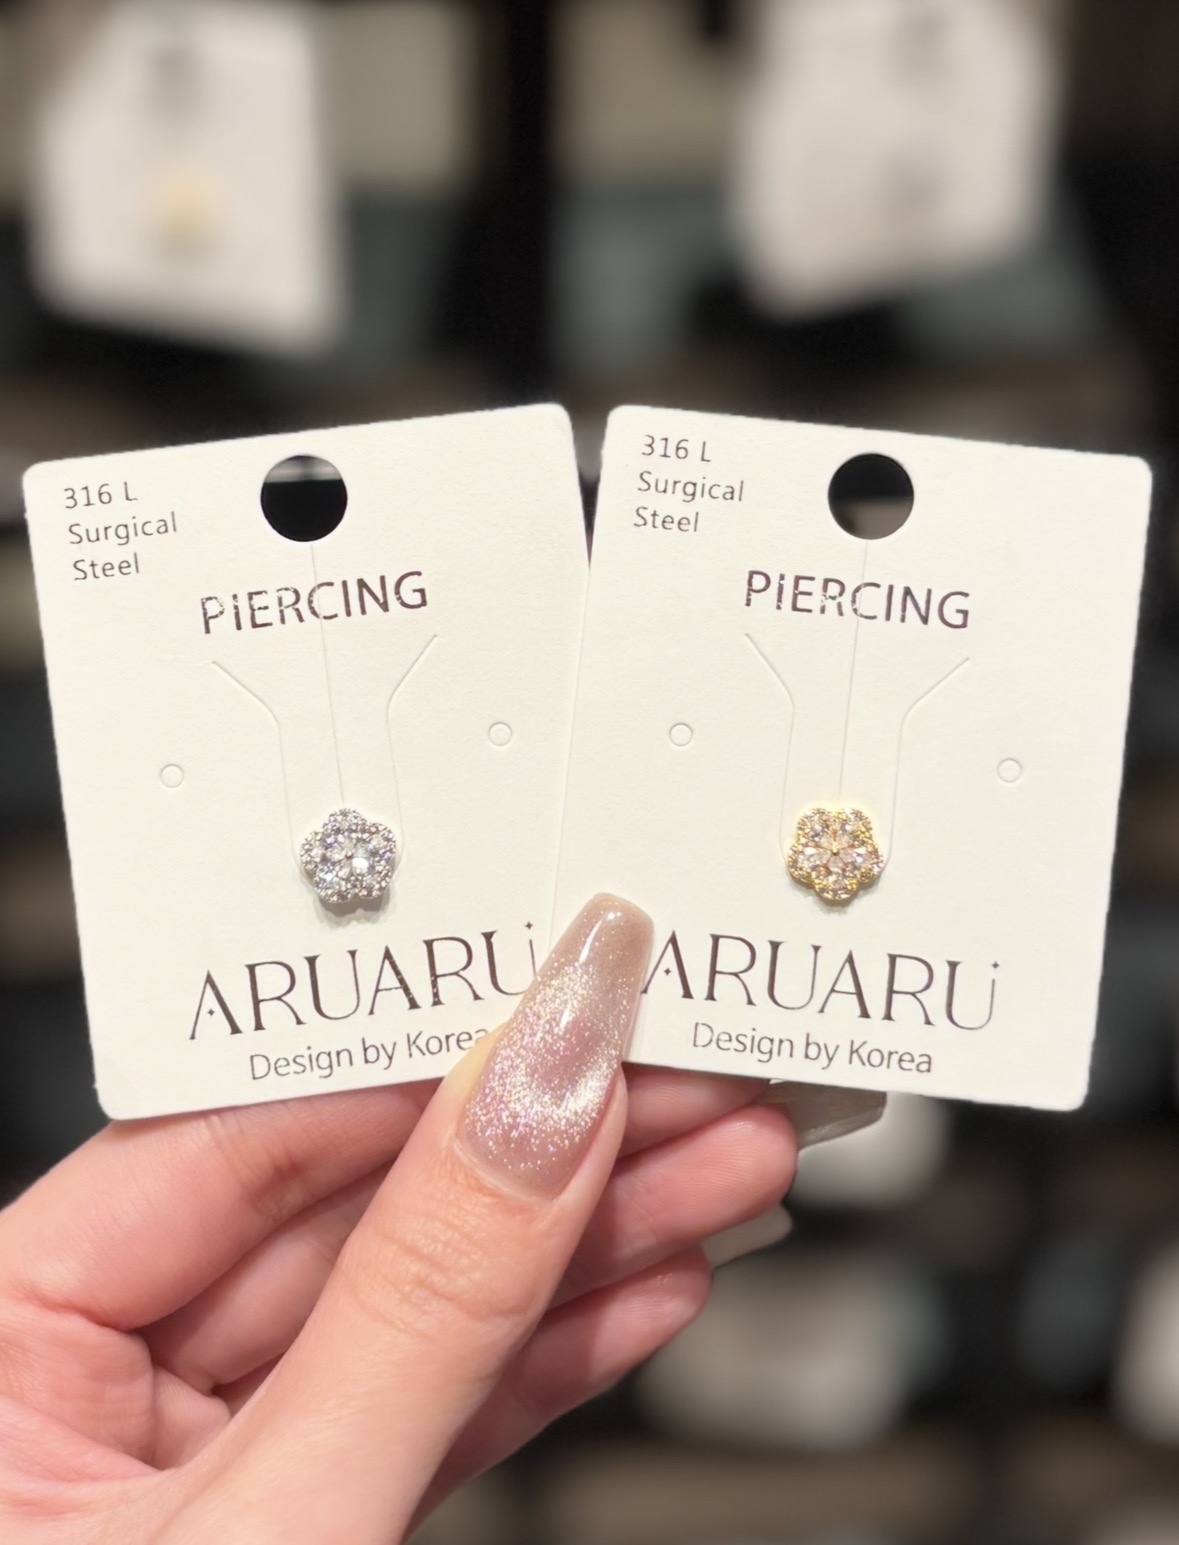 316 L
Surgical
Steel
PIERCING
ARUARU
Design by Korea
316 L
Surgical
Steel
PIERCING
ARUARU
Design by Korea